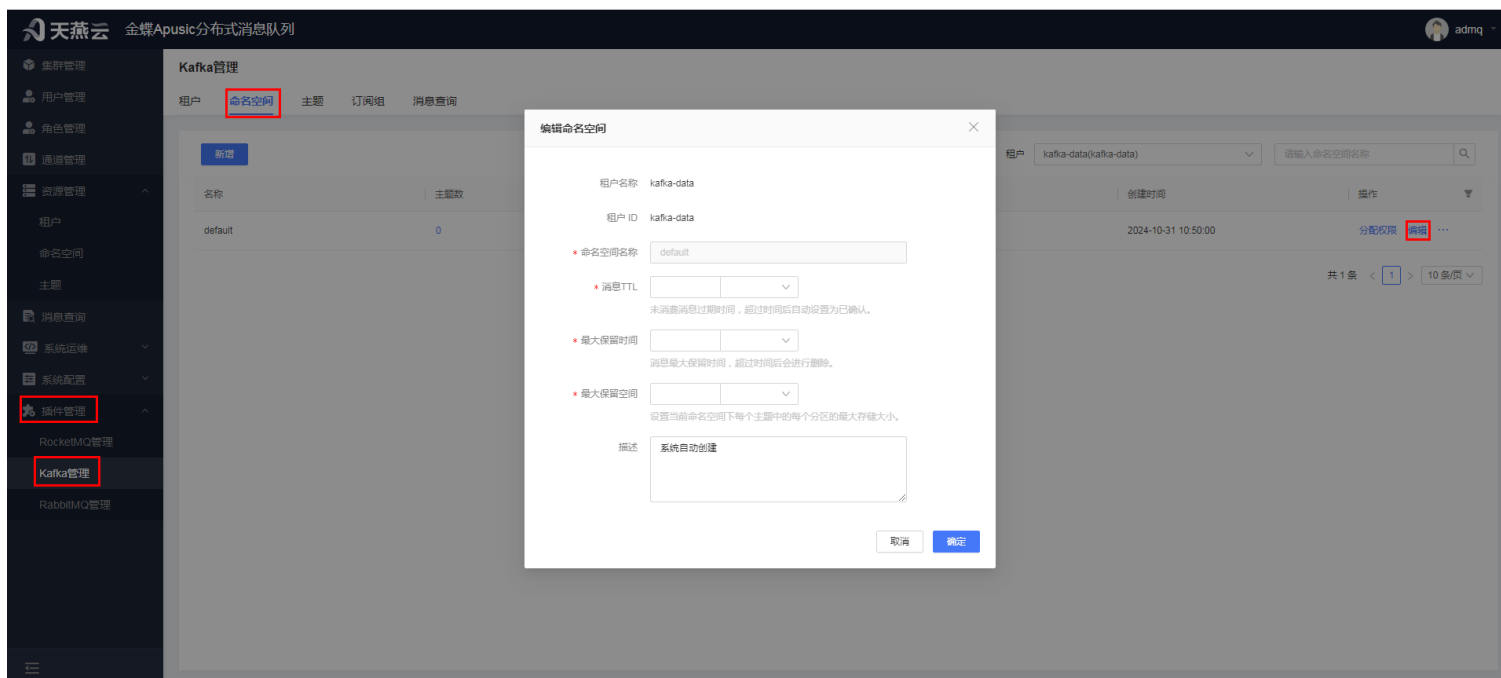 天燕云 金蝶Apusic分布式消息队列
admq
集群管理
用户管理
角色管理
通道管理
资源管理
租户
命名空间
主题
消息查询
系统运维
系统配置
插件管理
RocketMQ管理
Kafka管理
RabbitMQ管理
Kafka管理
租户 命名空间 主题 订阅组 消息查询
新增
租户 kafka-data(kafka-data) 请输入命名空间名称
名称 主题数 创建时间 操作
default 0 2024-10-31 10:50:00 分配权限 编辑 ···
共 1 条 < 1 > 10 条/页
编辑命名空间
租户名称 kafka-data
租户 ID kafka-data
* 命名空间名称 default
* 消息TTL
未消费消息过期时间，超过时间后自动设置为已确认。
* 最大保留时间
消息最大保留时间，超过时间后会进行删除。
* 最大保留空间
设置当前命名空间下每个主题中的每个分区的最大存储大小。
描述 系统自动创建
取消 确定